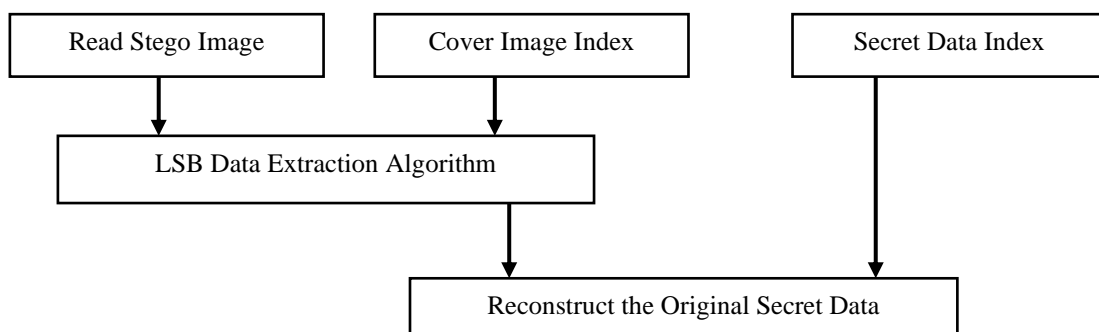 Read Stego Image
Cover Image Index
Secret Data Index
LSB Data Extraction Algorithm
Reconstruct the Original Secret Data